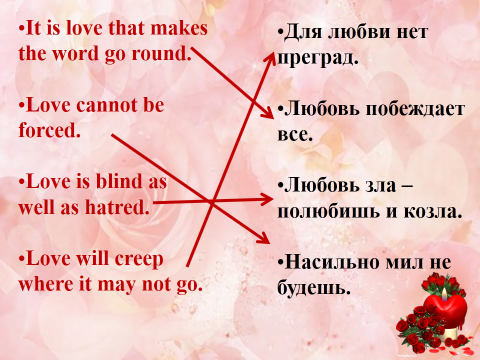 •It is love that makes
the word go round.
•Love cannot be
forced.
•Love is blind as
well as hatred.
•Love will creep
where it may not go.
•Для любви нет
преград.
•Любовь побеждает
все.
•Любовь зла –
полюбишь и козла.
•Насильно мил не
будешь.